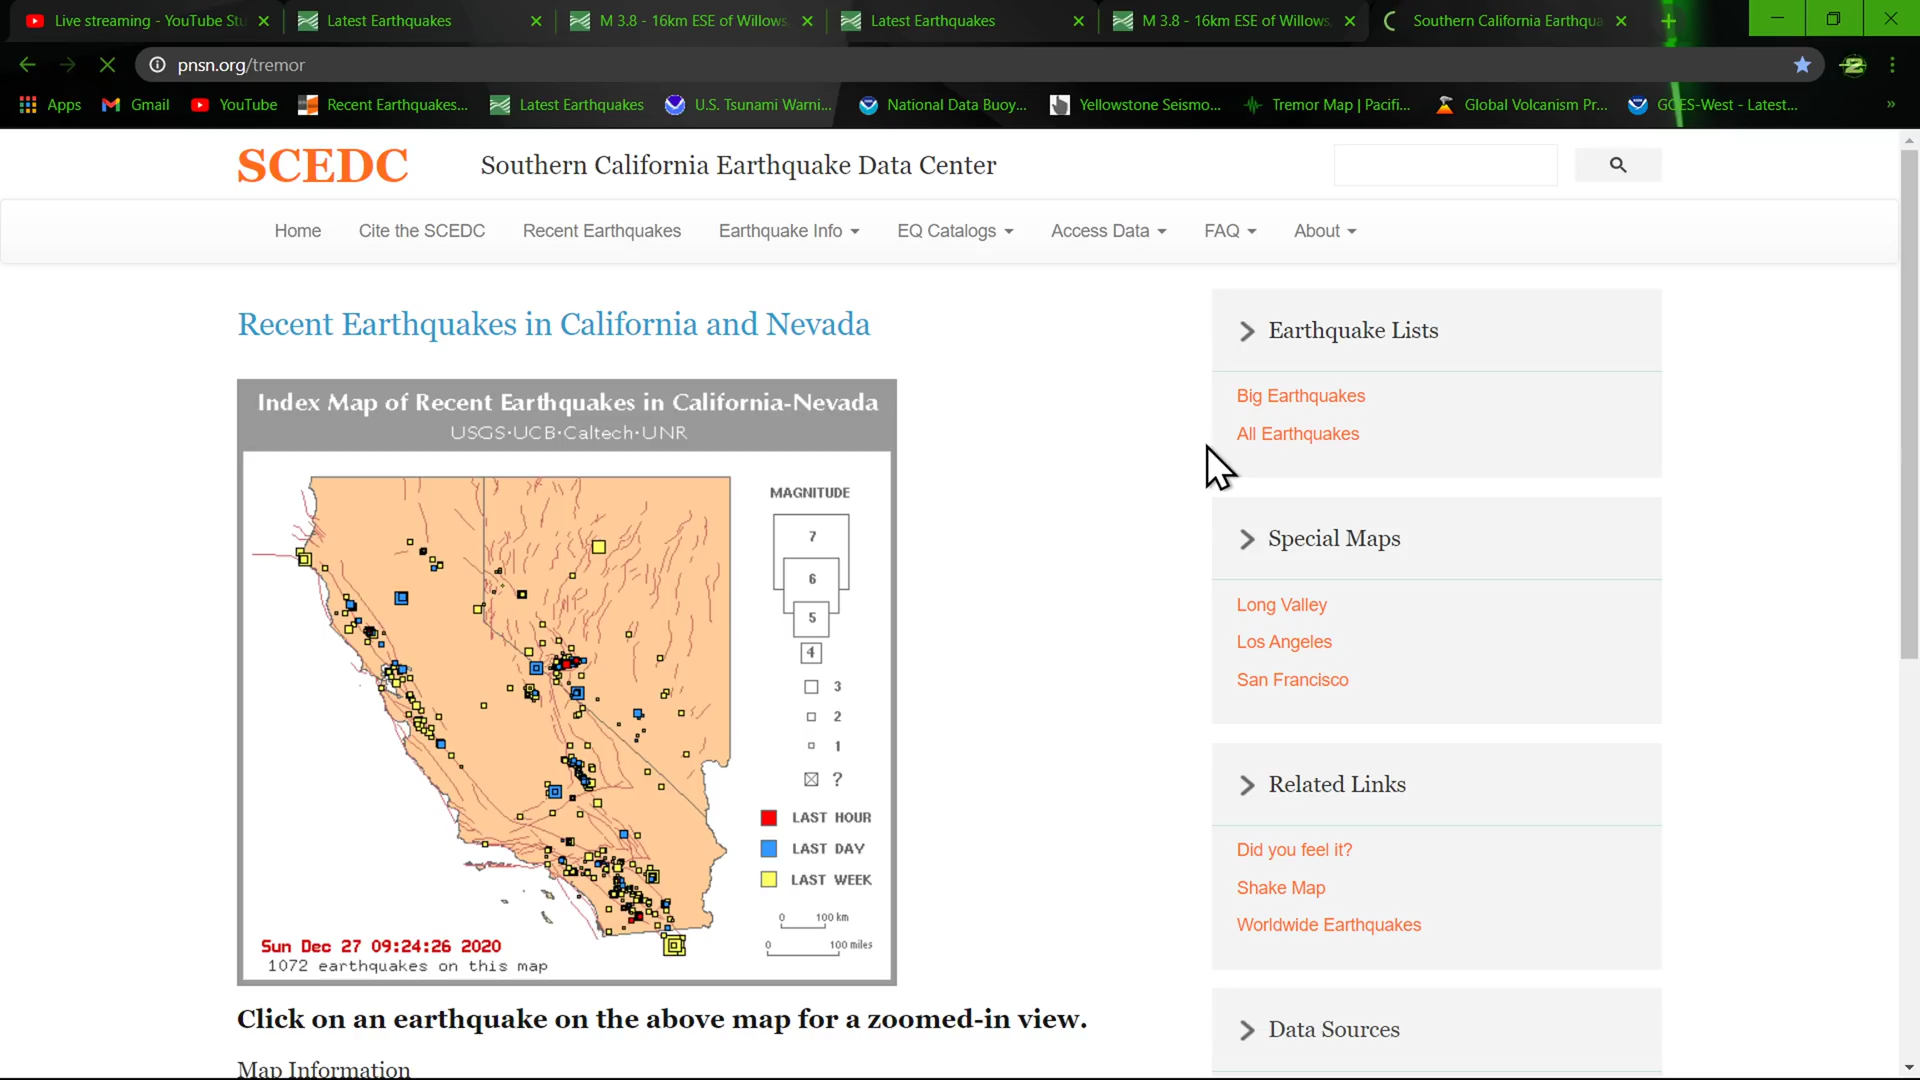 Live streaming - YouTube Stu
Latest Earthquakes
M 3.8 - 16km ESE of Willows,
Latest Earthquakes
M 3.8 - 16km ESE of Willows,
Southern California Earthqua
pnsn.org/tremor
Apps
Gmail
YouTube
Recent Earthquakes...
Latest Earthquakes
U.S. Tsunami Warni...
National Data Buoy...
Yellowstone Seismo...
Tremor Map | Pacifi...
Global Volcanism Pr...
GOES-West - Latest...
»
SCEDC
Southern California Earthquake Data Center
Home
Cite the SCEDC
Recent Earthquakes
Earthquake Info
EQ Catalogs
Access Data
FAQ
About
Recent Earthquakes in California and Nevada
Index Map of Recent Earthquakes in California-Nevada
USGS·UCB·Caltech·UNR
MAGNITUDE
7
6
5
4
3
2
1
?
LAST HOUR
LAST DAY
LAST WEEK
0 100 km
0 100 miles
Sun Dec 27 09:24:26 2020
1072 earthquakes on this map
Click on an earthquake on the above map for a zoomed-in view.
Map Information
Earthquake Lists
Big Earthquakes
All Earthquakes
Special Maps
Long Valley
Los Angeles
San Francisco
Related Links
Did you feel it?
Shake Map
Worldwide Earthquakes
Data Sources